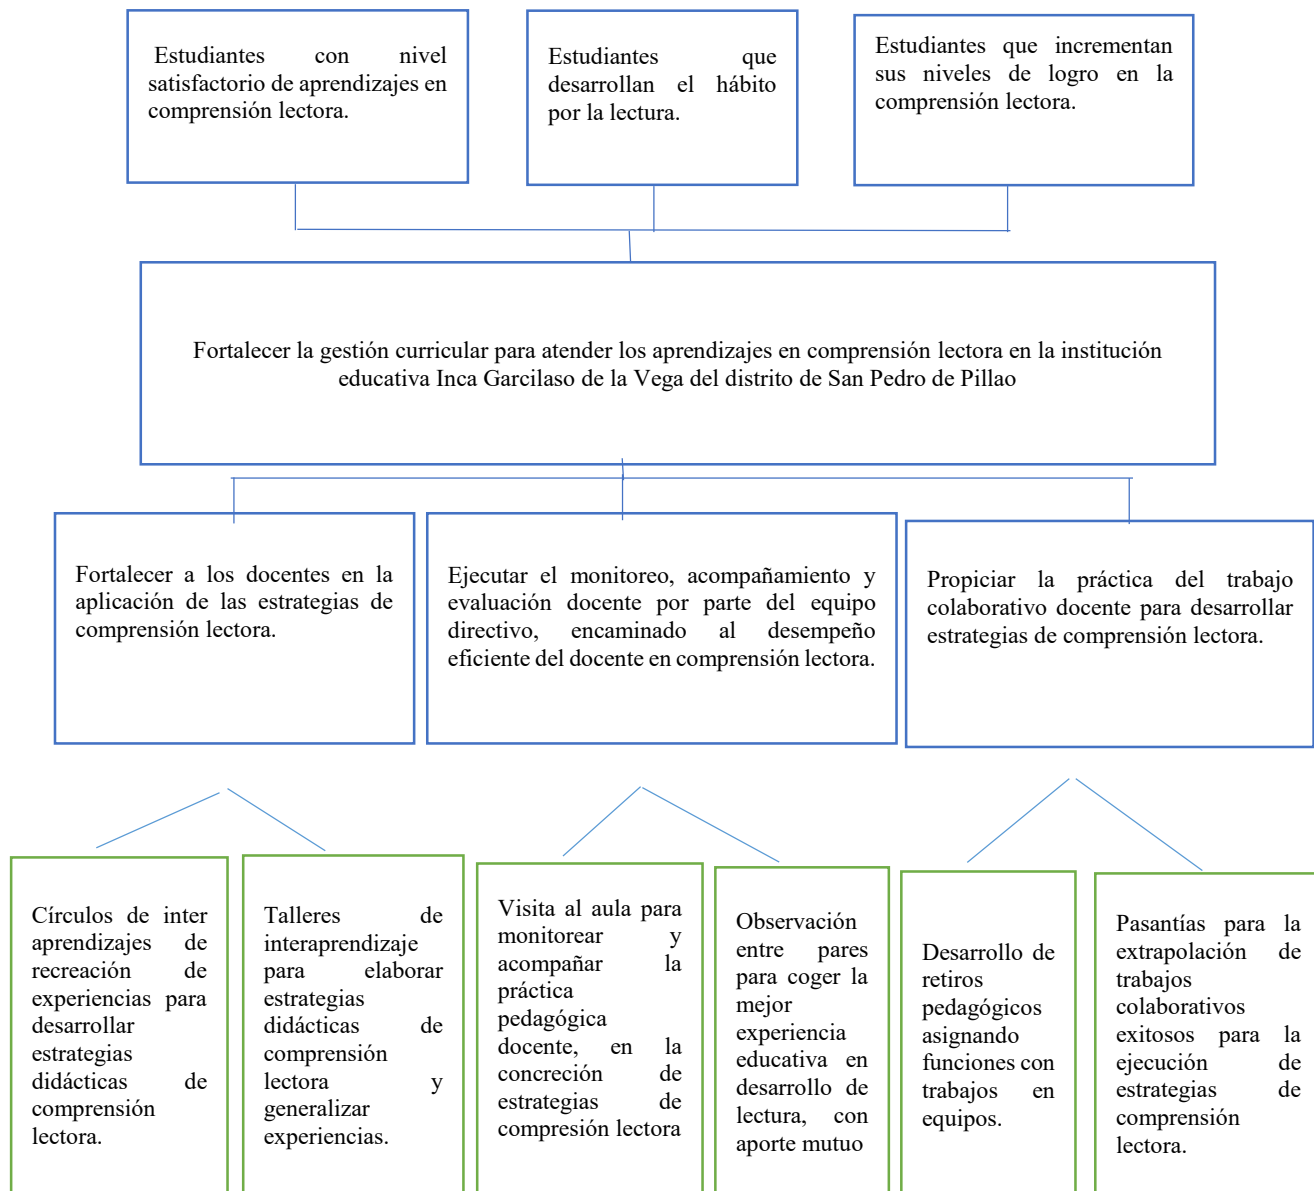 Estudiantes con nivel
satisfactorio de aprendizajes en
comprensión lectora.
Estudiantes que
desarrollan el hábito
por la lectura.
Estudiantes que incrementan
sus niveles de logro en la
comprensión lectora.
Fortalecer la gestión curricular para atender los aprendizajes en comprensión lectora en la institución
educativa Inca Garcilaso de la Vega del distrito de San Pedro de Pillao
Fortalecer a los docentes en la
aplicación de las estrategias de
comprensión lectora.
Ejecutar el monitoreo, acompañamiento y
evaluación docente por parte del equipo
directivo, encaminado al desempeño
eficiente del docente en comprensión lectora.
Propiciar la práctica del trabajo
colaborativo docente para desarrollar
estrategias de comprensión lectora.
Círculos de inter
aprendizajes de
recreación de
experiencias para
desarrollar
estrategias
didácticas de
comprensión
lectora.
Talleres de
interaprendizaje
para elaborar
estrategias
didácticas de
comprensión
lectora y
generalizar
experiencias.
Visita al aula para
monitorear y
acompañar la
práctica
pedagógica
docente, en la
concreción de
estrategias de
compresión lectora
Observación
entre pares
para coger la
mejor
experiencia
educativa en
desarrollo de
lectura, con
aporte mutuo
Desarrollo de
retiros
pedagógicos
asignando
funciones con
trabajos en
equipos.
Pasantías para la
extrapolación de
trabajos
colaborativos
exitosos para la
ejecución de
estrategias de
comprensión
lectora.